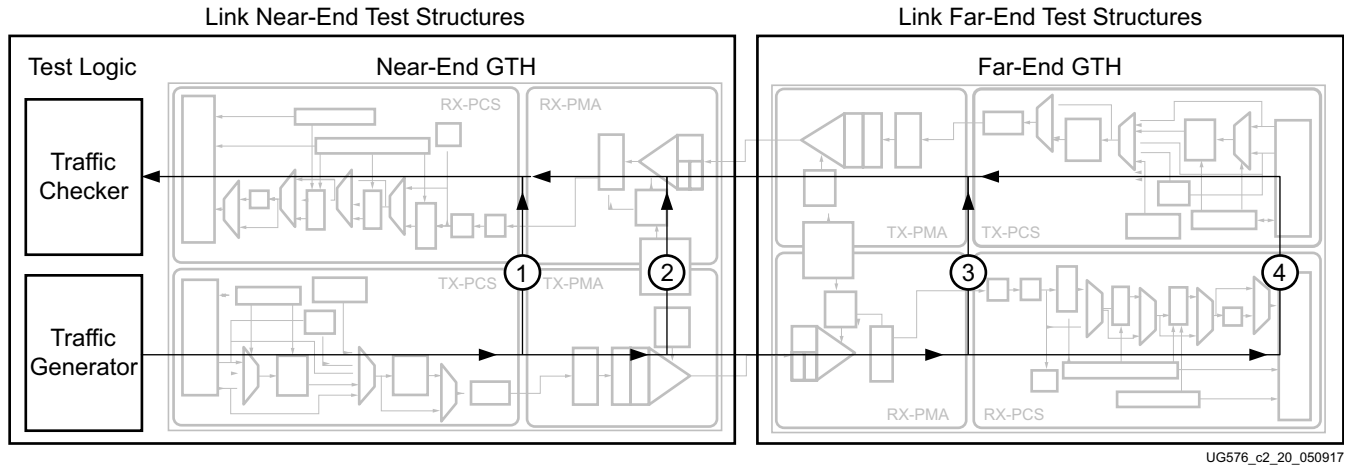 Link Near-End Test Structures
Link Far-End Test Structures
Test Logic
Near-End GTH
Far-End GTH
RX-PCS
RX-PMA
Traffic
Checker
TX-PMA
TX-PCS
1
2
3
4
TX-PCS
TX-PMA
Traffic
Generator
RX-PMA
RX-PCS
UG576_c2_20_050917